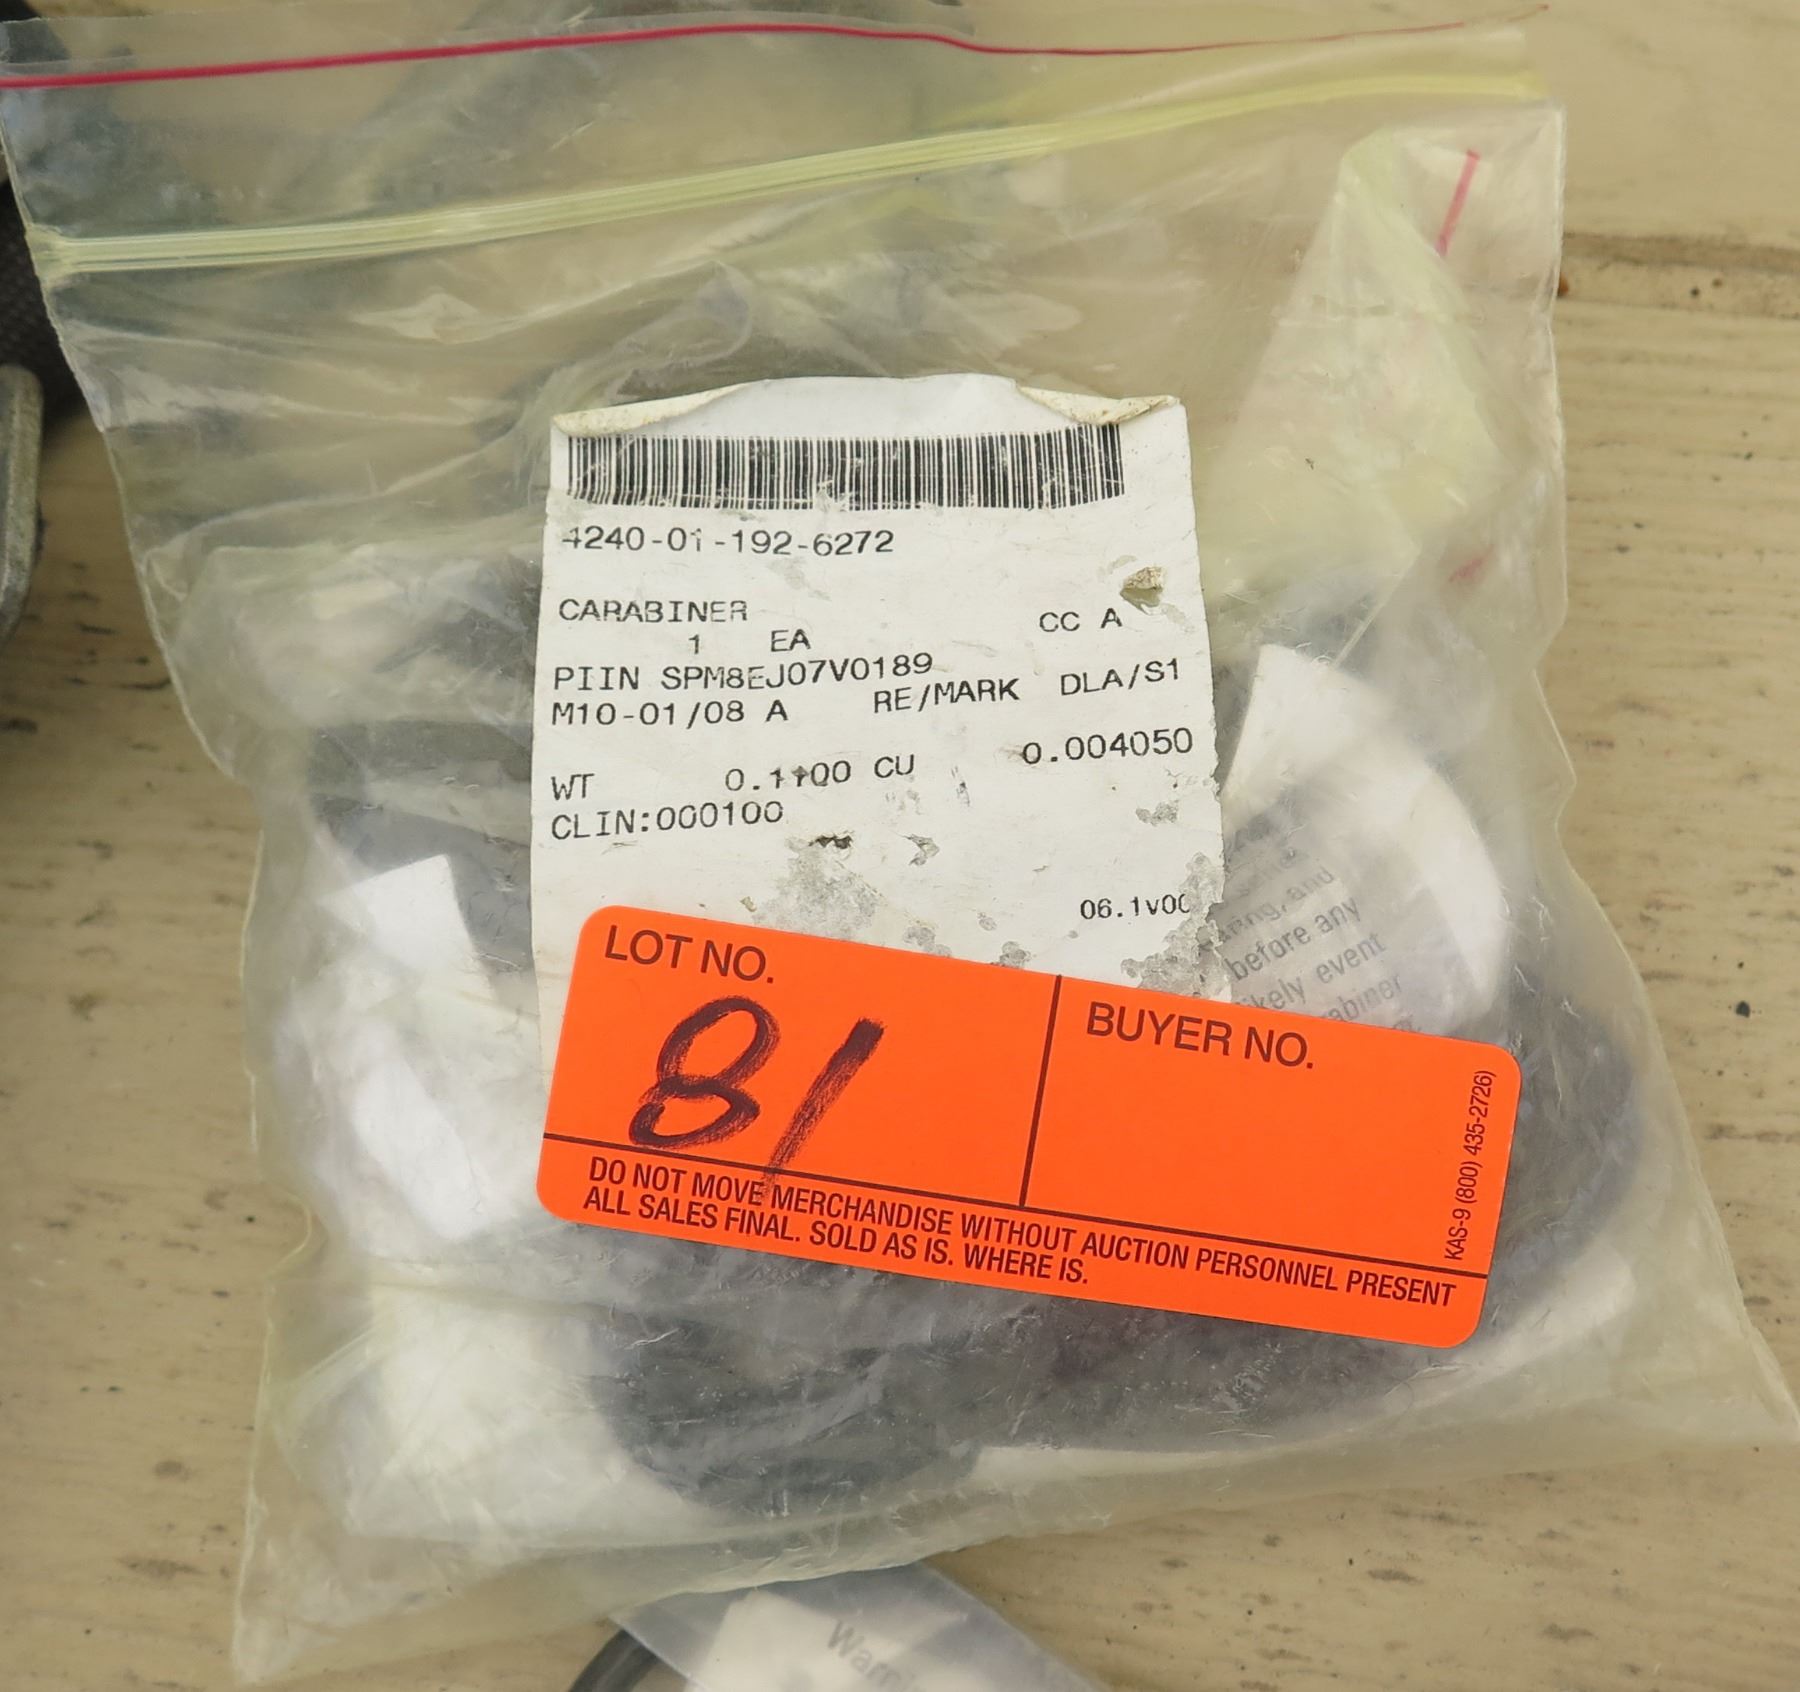 4240-01-192-6272
CARABINER CC A
1 EA
PIIN SPM8EJ07V0189
M10-01/08 A RE/MARK DLA/S1
WT 0.1100 CU 0.004050
CLIN:000100
06.1V00
and
before any
event
LOT NO. 81
BUYER NO.
KAS-9 (800) 435-2726)
DO NOT MOVE MERCHANDISE WITHOUT AUCTION PERSONNEL PRESENT
ALL SALES FINAL. SOLD AS IS. WHERE IS.